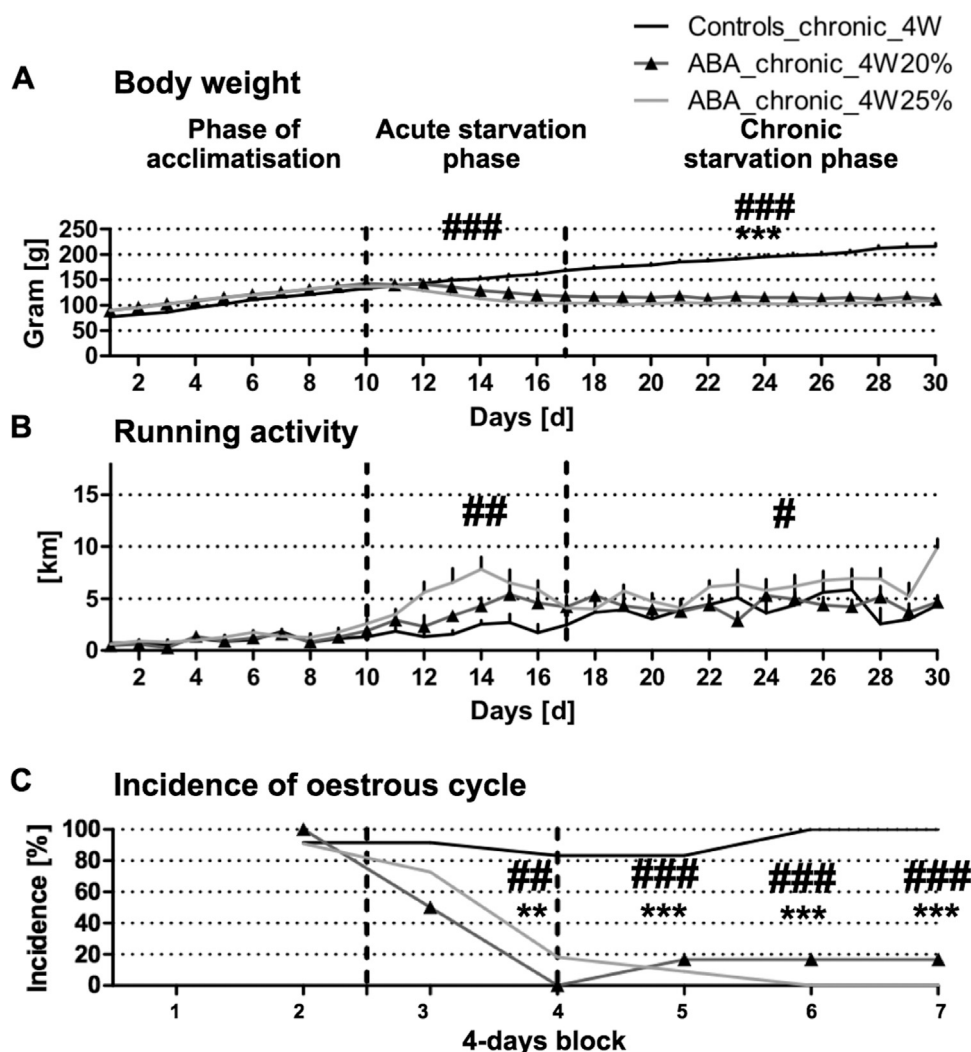 Controls_chronic_4W
ABA_chronic_4W20%
ABA_chronic_4W25%
A Body weight
Phase of acclimatisation
Acute starvation phase
Chronic starvation phase
###
###
***
Gram [g]
250
200
150
100
50
0
2 4 6 8 10 12 14 16 18 20 22 24 26 28 30
Days [d]
B Running activity
##
#
[km]
15
10
5
0
2 4 6 8 10 12 14 16 18 20 22 24 26 28 30
Days [d]
C Incidence of oestrous cycle
Incidence [%]
100
80
60
40
20
0
## ### ### ###
** *** *** ***
1 2 3 4 5 6 7
4-days block